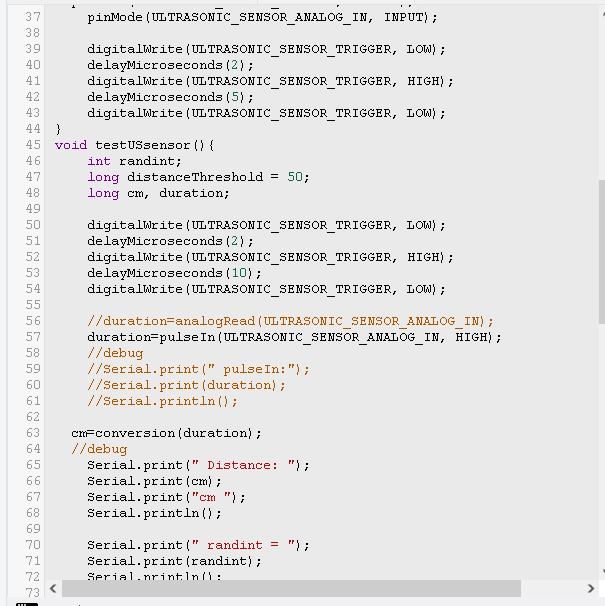 37 pinMode(ULTRASONIC_SENSOR_ANALOG_IN, INPUT);
38
39 digitalWrite(ULTRASONIC_SENSOR_TRIGGER, LOW);
40 delayMicroseconds(2);
41 digitalWrite(ULTRASONIC_SENSOR_TRIGGER, HIGH);
42 delayMicroseconds(5);
43 digitalWrite(ULTRASONIC_SENSOR_TRIGGER, LOW);
44 }
45 void testUSsensor(){
46 int randint;
47 long distanceThreshold = 50;
48 long cm, duration;
49
50 digitalWrite(ULTRASONIC_SENSOR_TRIGGER, LOW);
51 delayMicroseconds(2);
52 digitalWrite(ULTRASONIC_SENSOR_TRIGGER, HIGH);
53 delayMicroseconds(10);
54 digitalWrite(ULTRASONIC_SENSOR_TRIGGER, LOW);
55
56 //duration=analogRead(ULTRASONIC_SENSOR_ANALOG_IN);
57 duration=pulseIn(ULTRASONIC_SENSOR_ANALOG_IN, HIGH);
58 //debug
59 //Serial.print(" pulseIn:");
60 //Serial.print(duration);
61 //Serial.println();
62
63 cm=conversion(duration);
64 //debug
65 Serial.print(" Distance: ");
66 Serial.print(cm);
67 Serial.print("cm ");
68 Serial.println();
69
70 Serial.print(" randint = ");
71 Serial.print(randint);
72 Serial.println();
73